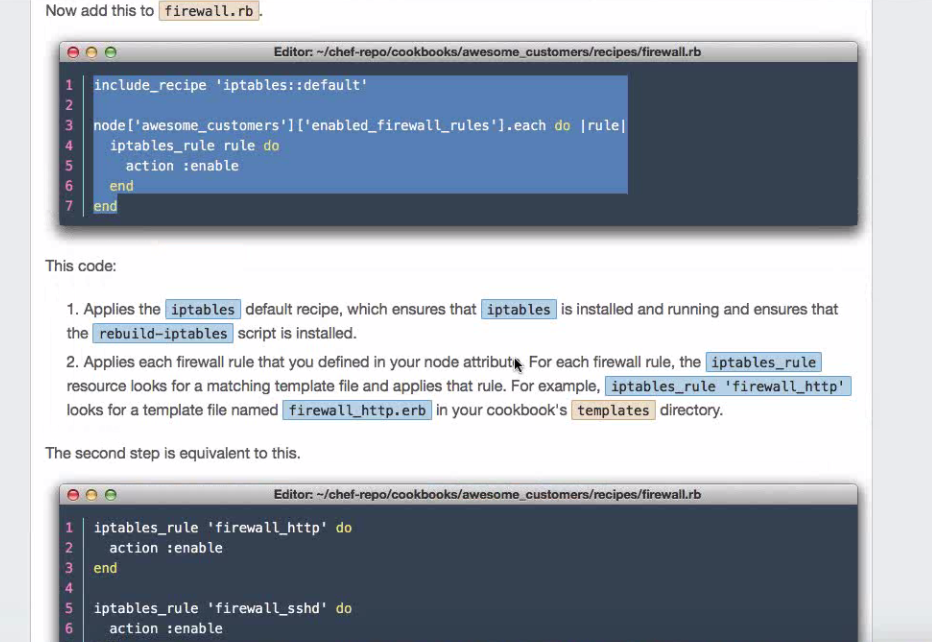 Now add this to firewall.rb.
Editor: ~/chef-repo/cookbooks/awesome_customers/recipes/firewall.rb
1 include_recipe 'iptables::default'
2
3 node['awesome_customers']['enabled_firewall_rules'].each do |rule|
4   iptables_rule rule do
5     action :enable
6   end
7 end
This code:
1. Applies the iptables default recipe, which ensures that iptables is installed and running and ensures that
the rebuild-iptables script is installed.
2. Applies each firewall rule that you defined in your node attribute. For each firewall rule, the iptables_rule
resource looks for a matching template file and applies that rule. For example, iptables_rule 'firewall_http'
looks for a template file named firewall_http.erb in your cookbook's templates directory.
The second step is equivalent to this.
Editor: ~/chef-repo/cookbooks/awesome_customers/recipes/firewall.rb
1 iptables_rule 'firewall_http' do
2   action :enable
3 end
4
5 iptables_rule 'firewall_sshd' do
6   action :enable